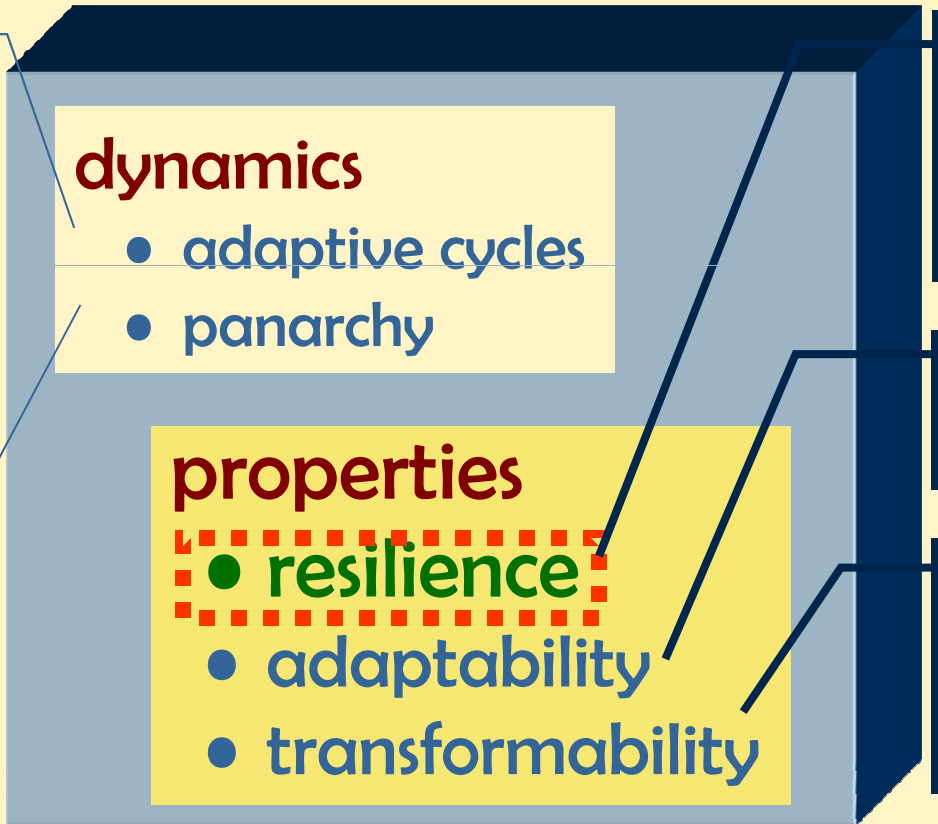 dynamics
• adaptive cycles
• panarchy
properties
• resilience
• adaptability
• transformability